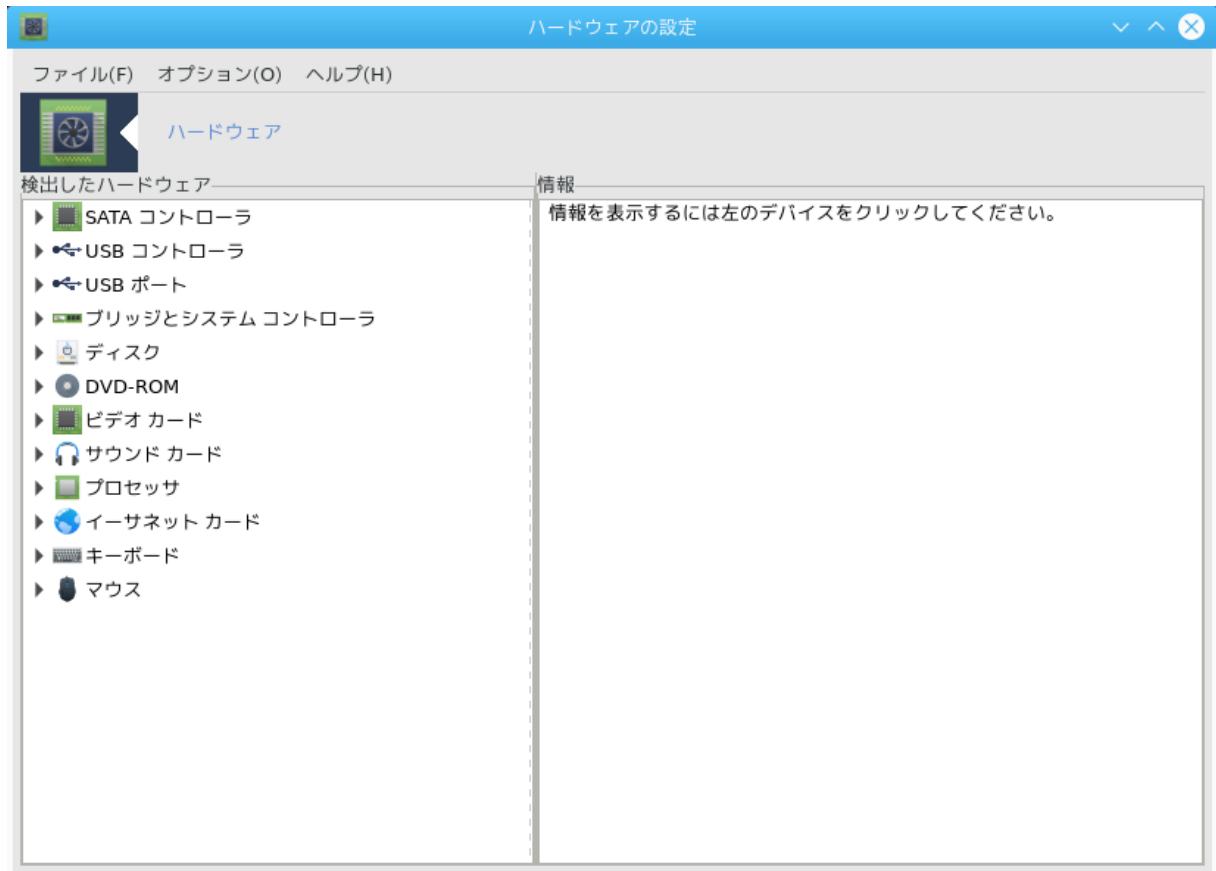 ハードウェアの設定
ファイル(F) オプション(O) ヘルプ(H)
ハードウェア
検出したハードウェア
SATA コントローラ
USB コントローラ
USB ポート
ブリッジとシステム コントローラ
ディスク
DVD-ROM
ビデオ カード
サウンド カード
プロセッサ
イーサネット カード
キーボード
マウス
情報
情報を表示するには左のデバイスをクリックしてください。